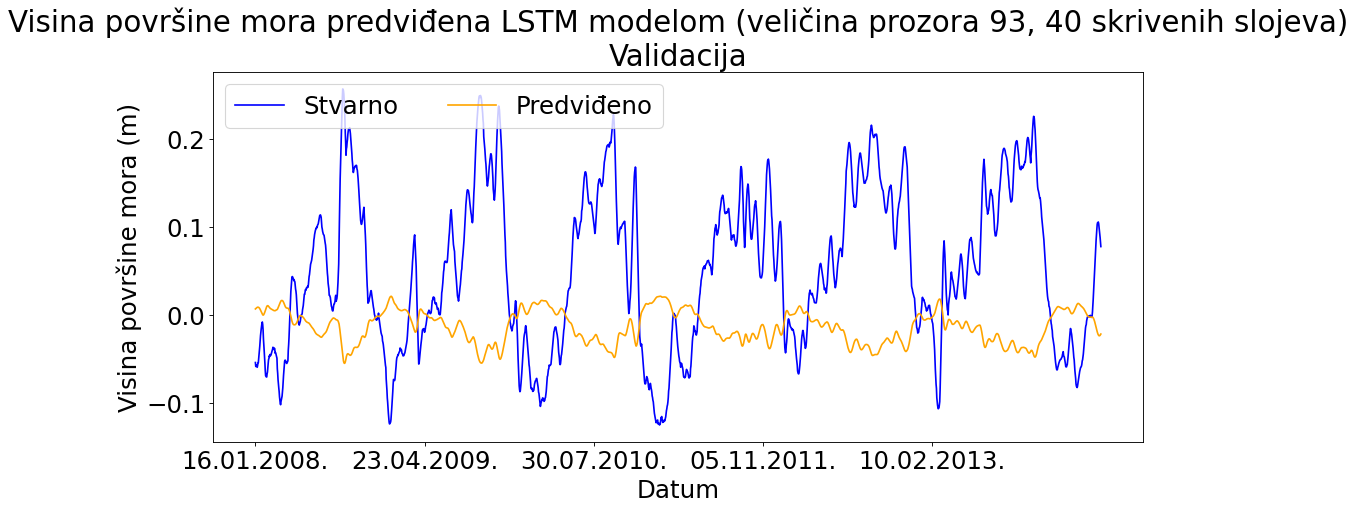 Visina površine mora predviđena LSTM modelom (veličina prozora 93, 40 skrivenih slojeva)
Validacija
Stvarno
Predviđeno
Visina površine mora (m)
0.2
0.1
0.0
−0.1
16.01.2008.
23.04.2009.
30.07.2010.
05.11.2011.
10.02.2013.
Datum